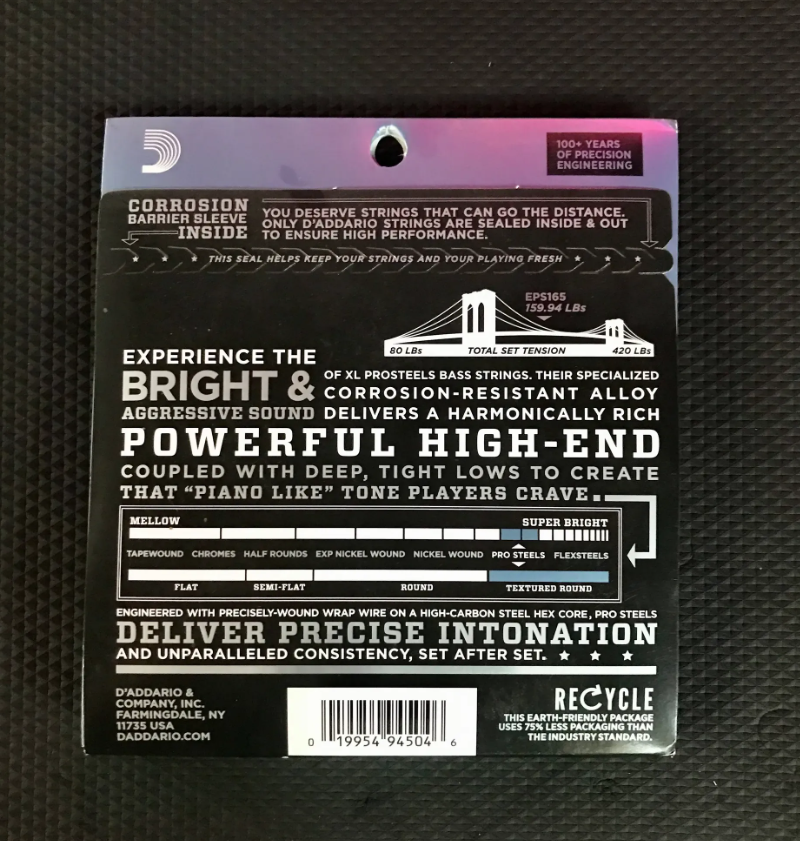 100+ YEARS
OF PRECISION
ENGINEERING
CORROSION
BARRIER SLEEVE
INSIDE
YOU DESERVE STRINGS THAT CAN GO THE DISTANCE.
ONLY D'ADDARIO STRINGS ARE SEALED INSIDE & OUT
TO ENSURE HIGH PERFORMANCE.
THIS SEAL HELPS KEEP YOUR STRINGS AND YOUR PLAYING FRESH
EPS165
159.94 LBs
80 LBs TOTAL SET TENSION 420 LBs
EXPERIENCE THE
BRIGHT &
AGGRESSIVE SOUND
OF XL PROSTEELS BASS STRINGS. THEIR SPECIALIZED
CORROSION-RESISTANT ALLOY
DELIVERS A HARMONICALLY RICH
POWERFUL HIGH-END
COUPLED WITH DEEP, TIGHT LOWS TO CREATE
THAT “PIANO LIKE” TONE PLAYERS CRAVE.
MELLOW SUPER BRIGHT
TAPEWOUND CHROMES HALF ROUNDS EXP NICKEL WOUND NICKEL WOUND PRO STEELS FLEXSTEELS
FLAT SEMI-FLAT ROUND TEXTURED ROUND
ENGINEERED WITH PRECISELY-WOUND WRAP WIRE ON A HIGH-CARBON STEEL HEX CORE, PRO STEELS
DELIVER PRECISE INTONATION
AND UNPARALLELED CONSISTENCY, SET AFTER SET.
D'ADDARIO &
COMPANY, INC.
FARMINGDALE, NY
11735 USA
DADDARIO.COM
0 19954 94504 6
RECYCLE
THIS EARTH-FRIENDLY PACKAGE
USES 75% LESS PACKAGING THAN
THE INDUSTRY STANDARD.